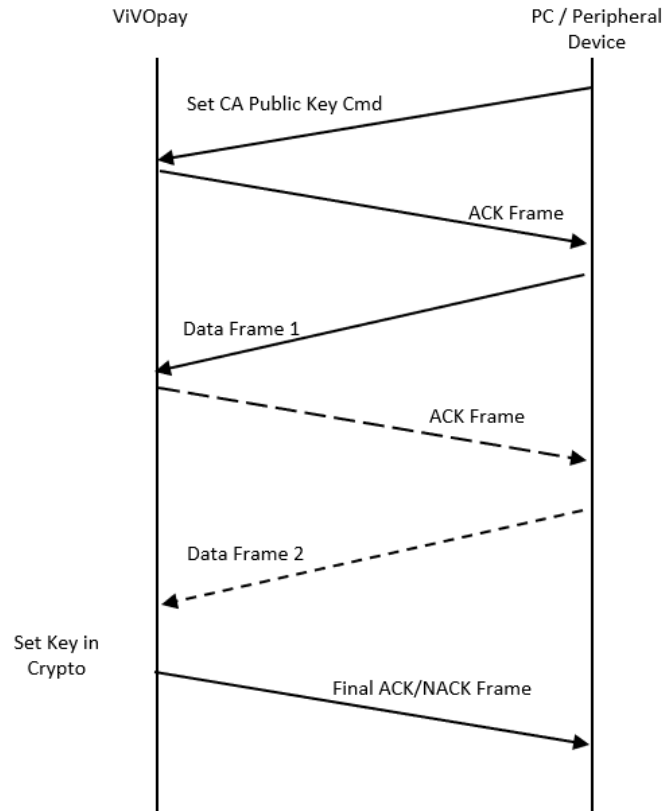 ViVOpay
PC / Peripheral
Device
Set CA Public Key Cmd
ACK Frame
Data Frame 1
ACK Frame
Data Frame 2
Set Key in
Crypto
Final ACK/NACK Frame